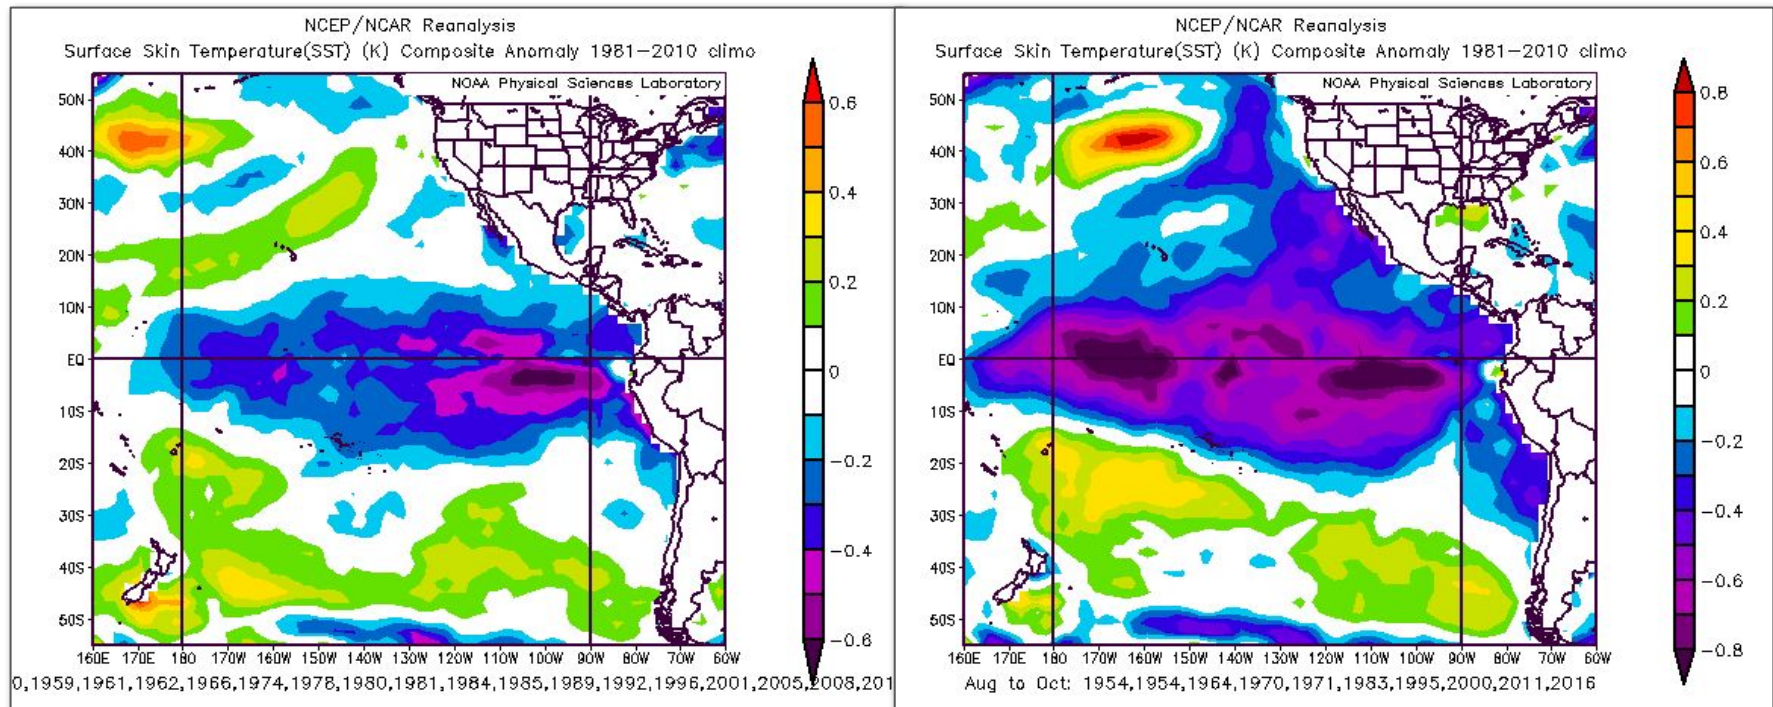 NCEP/NCAR Reanalysis
Surface Skin Temperature(SST) (K) Composite Anomaly 1981-2010 climo
NOAA Physical Sciences Laboratory
50N
40N
30N
20N
10N
EQ
10S
20S
30S
40S
50S
160E 170E 180 170W 160W 150W 140W 130W 120W 110W 100W 90W 80W 70W 60W
0.6
0.4
0.2
0
-0.2
-0.4
-0.6
0,1959,1961,1962,1966,1974,1978,1980,1981,1984,1985,1989,1992,1996,2001,2005,2008,201
NCEP/NCAR Reanalysis
Surface Skin Temperature(SST) (K) Composite Anomaly 1981-2010 climo
NOAA Physical Sciences Laboratory
50N
40N
30N
20N
10N
EQ
10S
20S
30S
40S
50S
160E 170E 180 170W 160W 150W 140W 130W 120W 110W 100W 90W 80W 70W 60W
0.8
0.6
0.4
0.2
0
-0.2
-0.4
-0.6
-0.8
Aug to Oct: 1954,1954,1964,1970,1971,1983,1995,2000,2011,2016